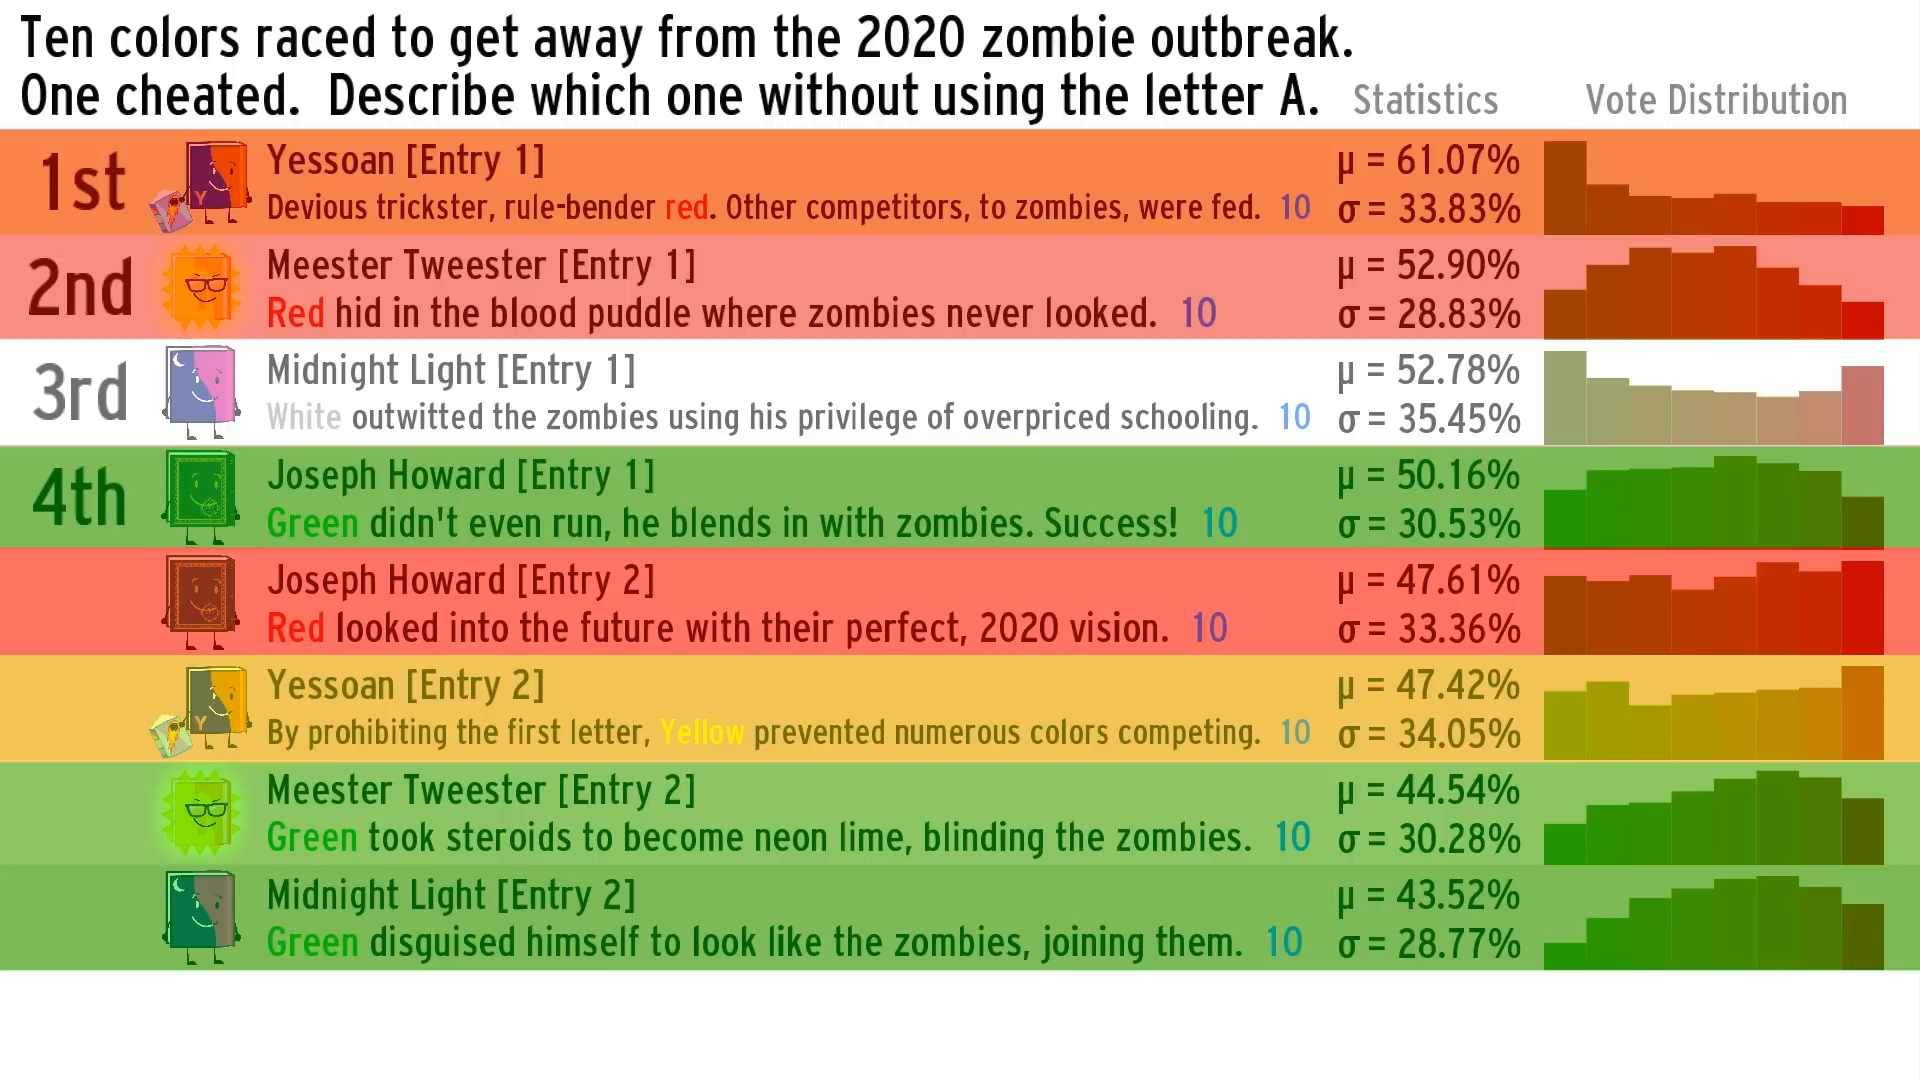 Ten colors raced to get away from the 2020 zombie outbreak.
One cheated. Describe which one without using the letter A.
Statistics
Vote Distribution
1st
Yessoan [Entry 1]
μ = 61.07%
Y
Devious trickster, rule-bender red. Other competitors, to zombies, were fed. 10
σ = 33.83%
2nd
Meester Tweester [Entry 1]
μ = 52.90%
Red hid in the blood puddle where zombies never looked. 10
σ = 28.83%
3rd
Midnight Light [Entry 1]
μ = 52.78%
White outwitted the zombies using his privilege of overpriced schooling. 10
σ = 35.45%
4th
Joseph Howard [Entry 1]
μ = 50.16%
Green didn't even run, he blends in with zombies. Success! 10
σ = 30.53%
Joseph Howard [Entry 2]
μ = 47.61%
Red looked into the future with their perfect, 2020 vision. 10
σ = 33.36%
Yessoan [Entry 2]
μ = 47.42%
Y
By prohibiting the first letter, Yellow prevented numerous colors competing. 10
σ = 34.05%
Meester Tweester [Entry 2]
μ = 44.54%
Green took steroids to become neon lime, blinding the zombies. 10
σ = 30.28%
Midnight Light [Entry 2]
μ = 43.52%
Green disguised himself to look like the zombies, joining them. 10
σ = 28.77%